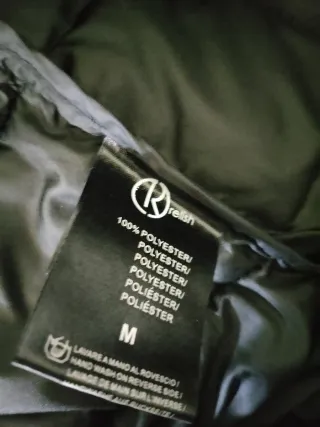 relish
100% POLYESTER/
POLYESTER/
POLYESTER/
POLYESTER/
POLIÉSTER/
POLIÉSTER
M
LAVARE A MANO AL ROVESCIO /
HAND WASH ON REVERSE SIDE /
LAVAGE DE MAIN SUR L'INVERSE /